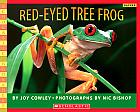 RED-EYED TREE FROG
BY JOY COWLEY • PHOTOGRAPHS BY NIC BISHOP
SCHOLASTIC